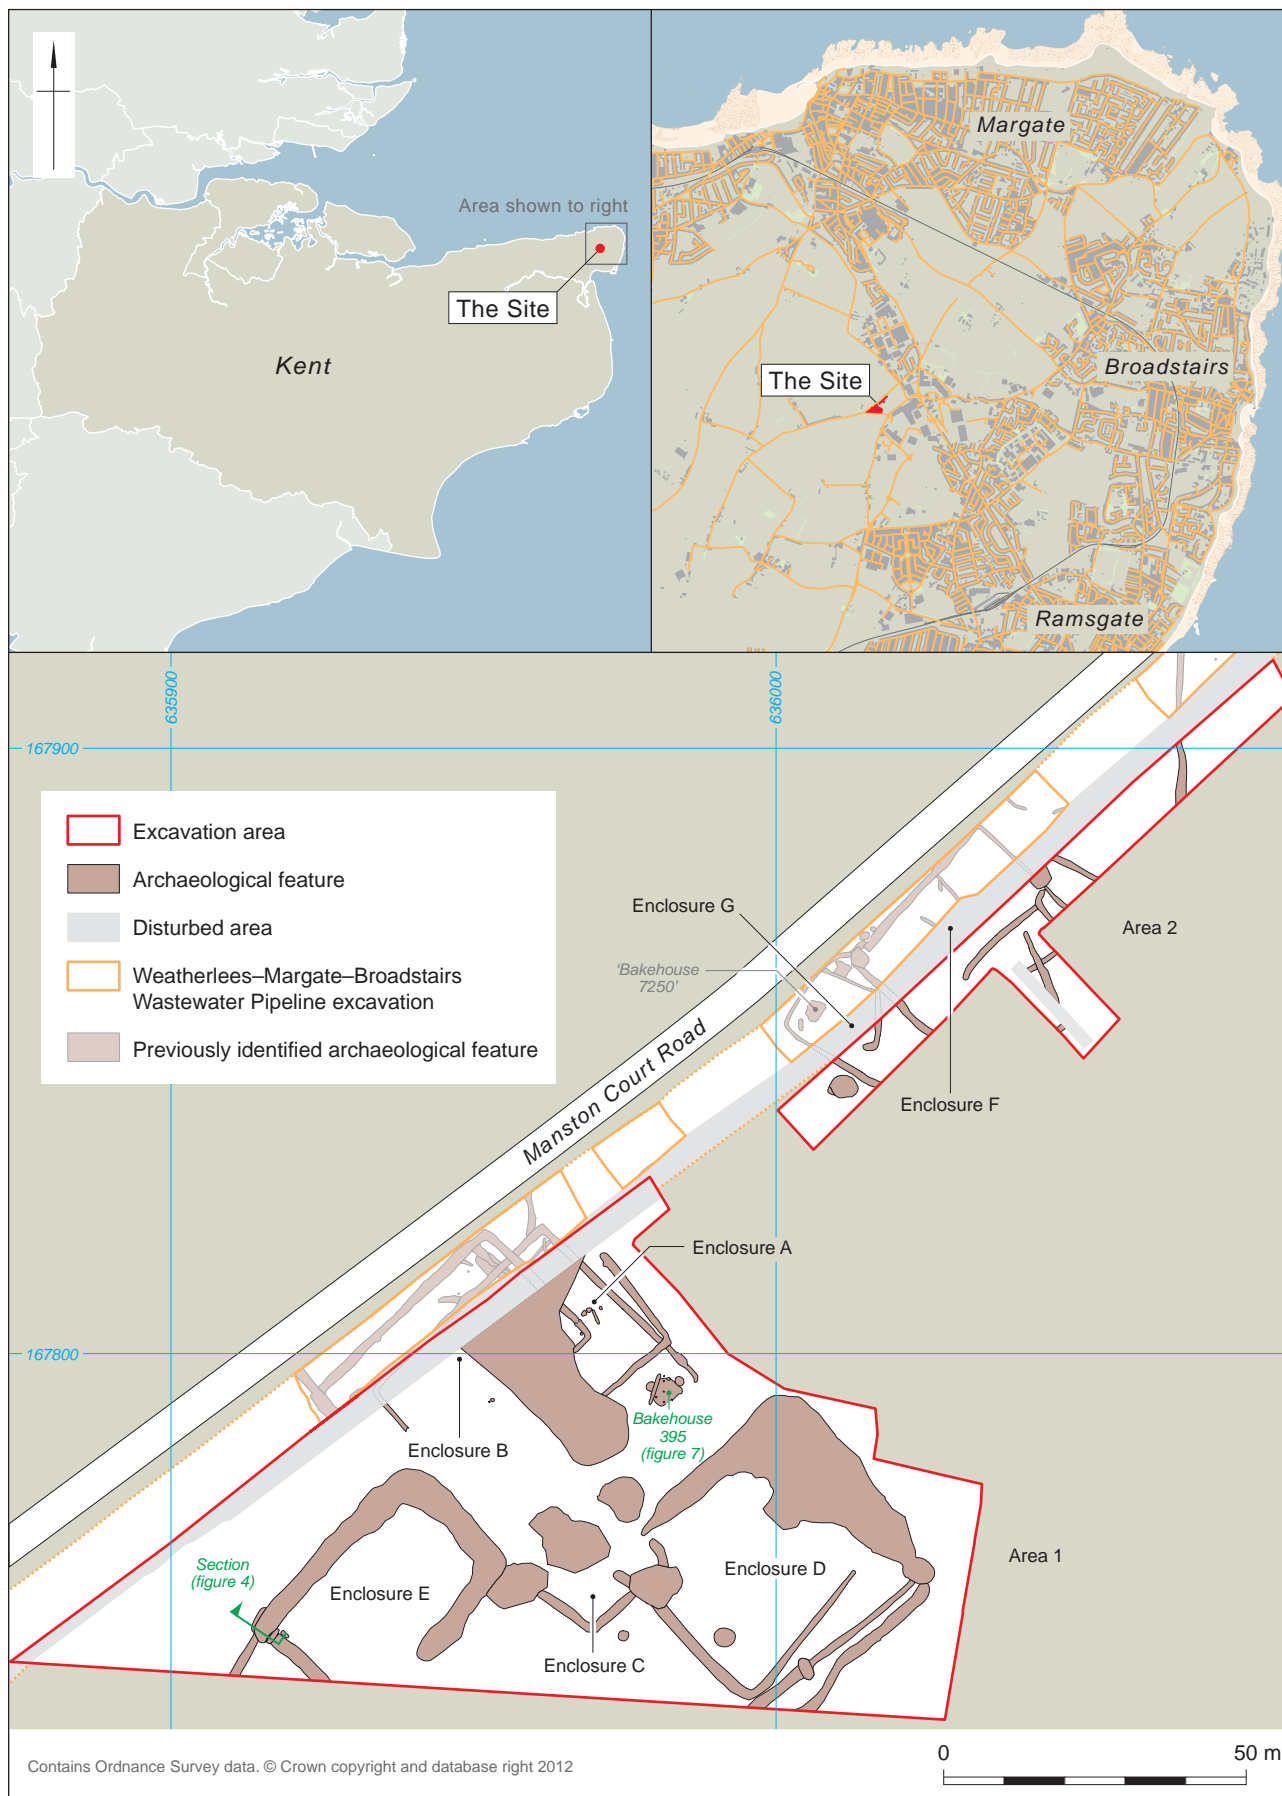 Area shown to right
The Site
Kent
Margate
Broadstairs
The Site
Ramsgate
635900
636000
167900
Excavation area
Archaeological feature
Disturbed area
Weatherlees–Margate–Broadstairs
Wastewater Pipeline excavation
Previously identified archaeological feature
Enclosure G
'Bakehouse
7250'
Area 2
Manston Court Road
Enclosure F
Enclosure A
167800
Bakehouse
395
(figure 7)
Enclosure B
Section
(figure 4)
Enclosure E
Enclosure D
Area 1
Enclosure C
0
50 m
Contains Ordnance Survey data. © Crown copyright and database right 2012